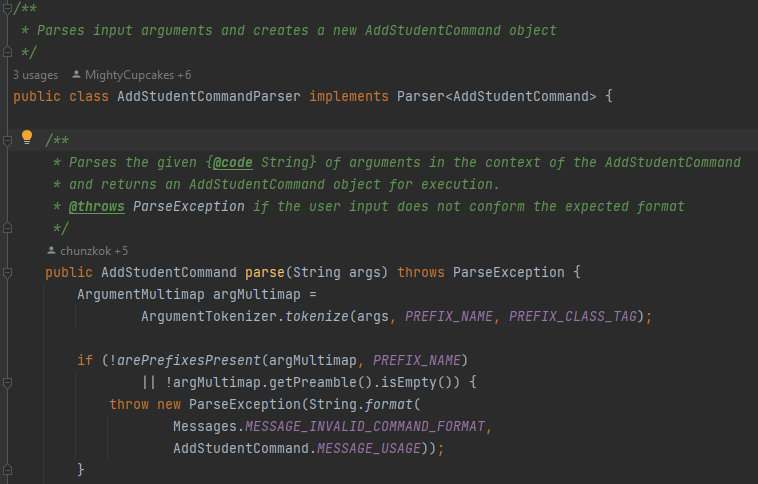 /**
 * Parses input arguments and creates a new AddStudentCommand object
 */
3 usages MightyCupcakes +6
public class AddStudentCommandParser implements Parser<AddStudentCommand> {
/**
 * Parses the given {@code String} of arguments in the context of the AddStudentCommand
 * and returns an AddStudentCommand object for execution.
 * @throws ParseException if the user input does not conform the expected format
 */
chunzkok +5
public AddStudentCommand parse(String args) throws ParseException {
ArgumentMultimap argMultimap =
ArgumentTokenizer.tokenize(args, PREFIX_NAME, PREFIX_CLASS_TAG);
if (!arePrefixesPresent(argMultimap, PREFIX_NAME)
|| !argMultimap.getPreamble().isEmpty()) {
throw new ParseException(String.format(
Messages.MESSAGE_INVALID_COMMAND_FORMAT,
AddStudentCommand.MESSAGE_USAGE));
}